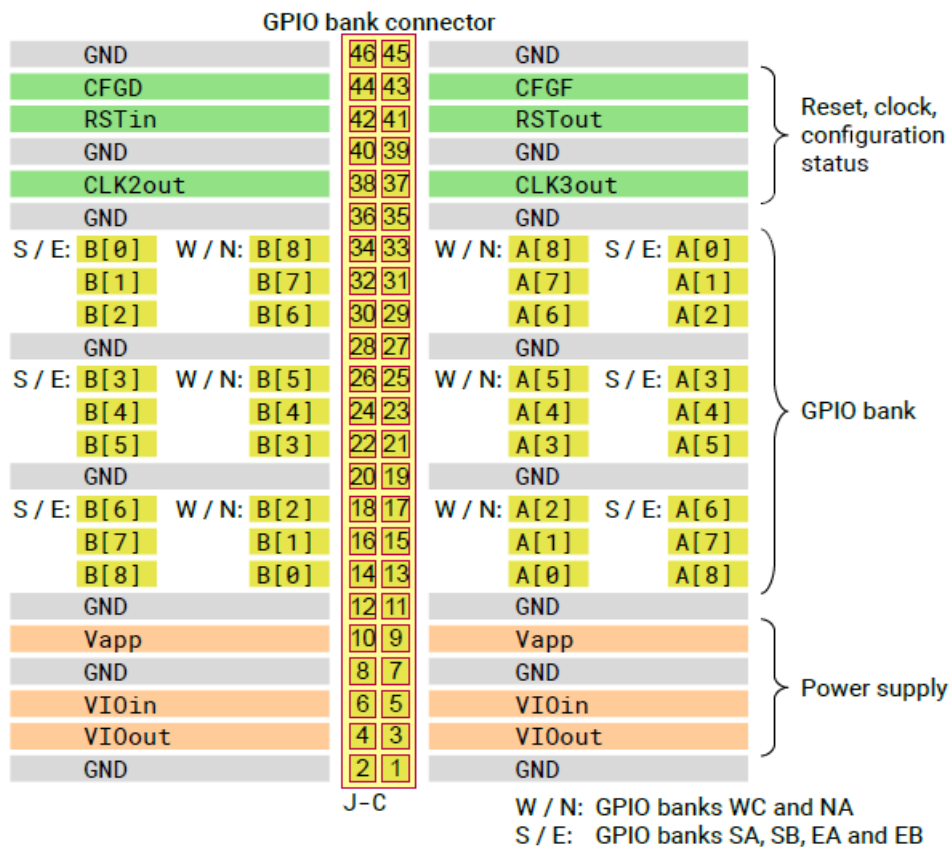 GPIO bank connector
GND 46 45 GND
CFGD 44 43 CFGF
RSTin 42 41 RSTout
GND 40 39 GND
CLK2out 38 37 CLK3out
GND 36 35 GND
Reset, clock,
configuration
status
S / E: B[0] W / N: B[8] 34 33 W / N: A[8] S / E: A[0]
B[1] B[7] 32 31 A[7] A[1]
B[2] B[6] 30 29 A[6] A[2]
GND 28 27 GND
S / E: B[3] W / N: B[5] 26 25 W / N: A[5] S / E: A[3]
B[4] B[4] 24 23 A[4] A[4]
B[5] B[3] 22 21 A[3] A[5]
GND 20 19 GND
S / E: B[6] W / N: B[2] 18 17 W / N: A[2] S / E: A[6]
B[7] B[1] 16 15 A[1] A[7]
B[8] B[0] 14 13 A[0] A[8]
GPIO bank
GND 12 11 GND
Vapp 10 9 Vapp
GND 8 7 GND
VIOin 6 5 VIOin
VIOout 4 3 VIOout
GND 2 1 GND
Power supply
J-C
W / N: GPIO banks WC and NA
S / E: GPIO banks SA, SB, EA and EB